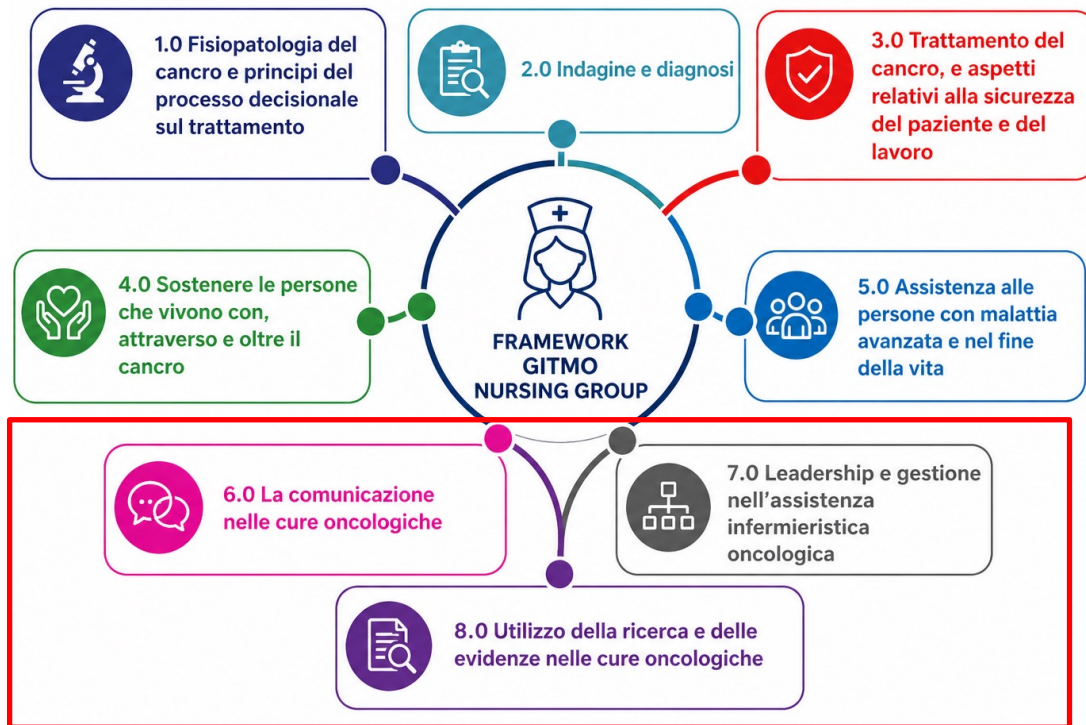 1.0 Fisiopatologia del
cancro e principi del
processo decisionale
sul trattamento
2.0 Indagine e diagnosi
3.0 Trattamento del
cancro, e aspetti
relativi alla sicurezza
del paziente e del
lavoro
4.0 Sostenere le persone
che vivono con,
attraverso e oltre il
cancro
FRAMEWORK
GITMO
NURSING GROUP
5.0 Assistenza alle
persone con malattia
avanzata e nel fine
della vita
6.0 La comunicazione
nelle cure oncologiche
7.0 Leadership e gestione
nell'assistenza
infermieristica
oncologica
8.0 Utilizzo della ricerca e delle
evidenze nelle cure oncologiche